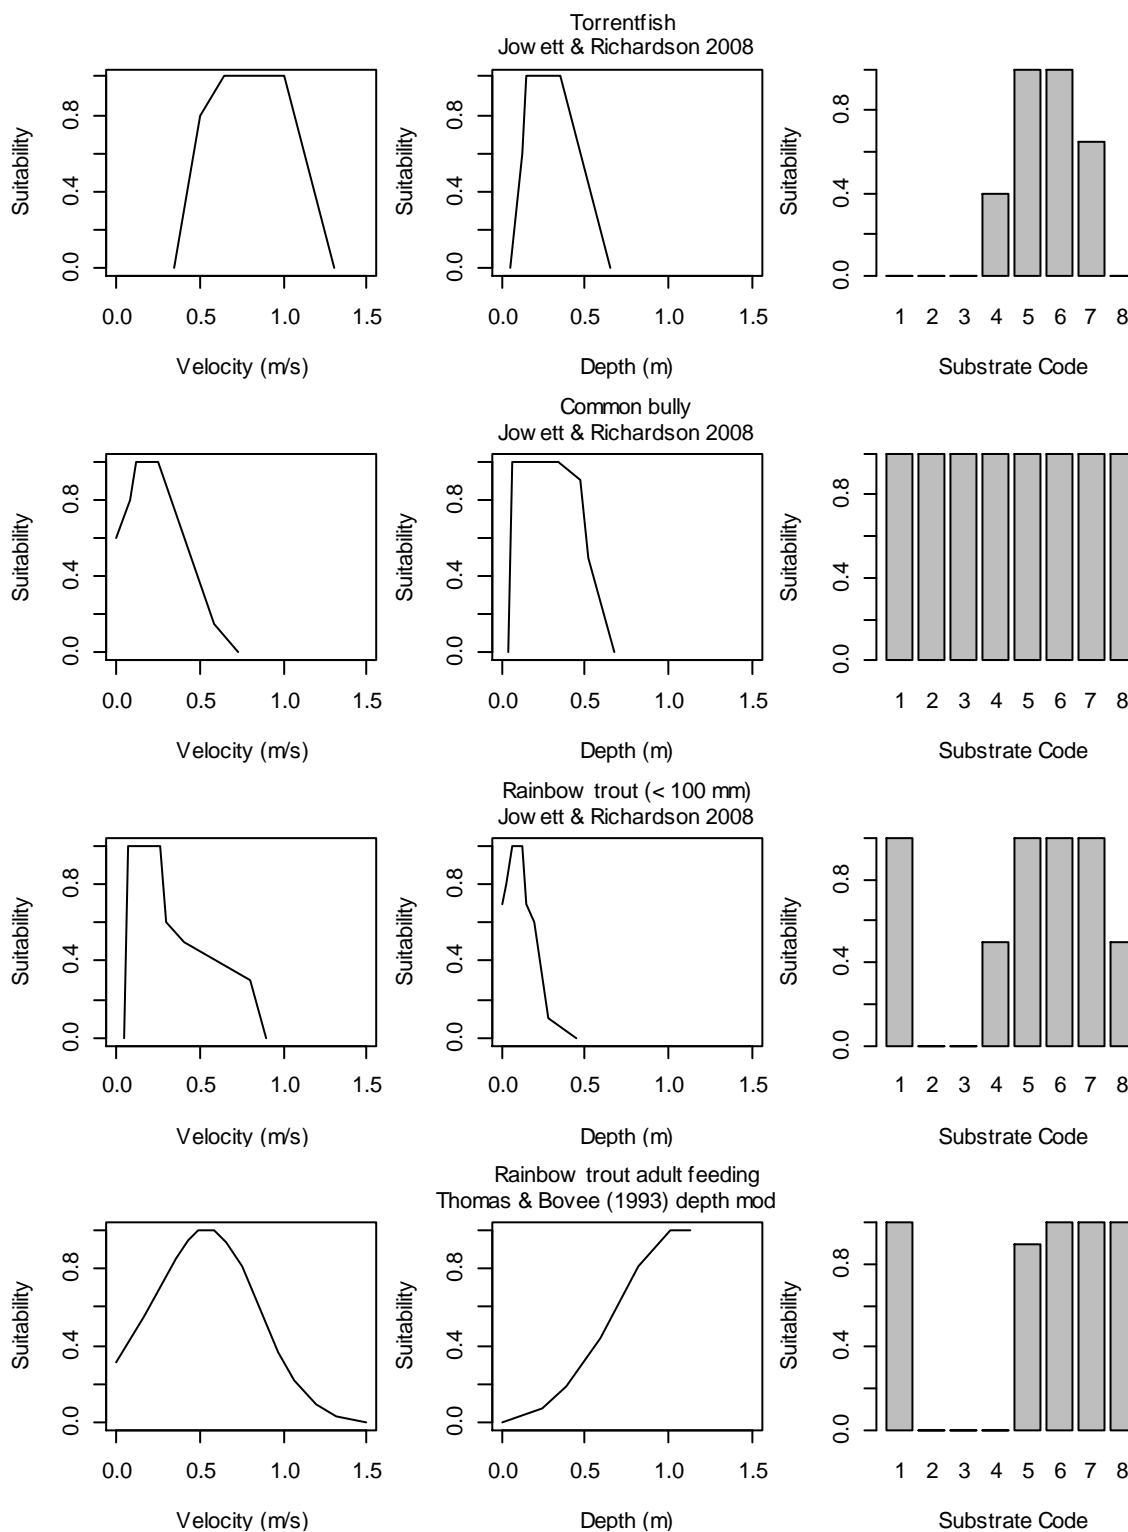 Torrentfish
Jowett & Richardson 2008
Suitability
0.0 0.4 0.8
0.0 0.5 1.0 1.5
Velocity (m/s)
Suitability
0.0 0.4 0.8
0.0 0.5 1.0 1.5
Depth (m)
Suitability
0.0 0.4 0.8
1 2 3 4 5 6 7 8
Substrate Code
Common bully
Jowett & Richardson 2008
Suitability
0.0 0.4 0.8
0.0 0.5 1.0 1.5
Velocity (m/s)
Suitability
0.0 0.4 0.8
0.0 0.5 1.0 1.5
Depth (m)
Suitability
0.0 0.4 0.8
1 2 3 4 5 6 7 8
Substrate Code
Rainbow trout (< 100 mm)
Jowett & Richardson 2008
Suitability
0.0 0.4 0.8
0.0 0.5 1.0 1.5
Velocity (m/s)
Suitability
0.0 0.4 0.8
0.0 0.5 1.0 1.5
Depth (m)
Suitability
0.0 0.4 0.8
1 2 3 4 5 6 7 8
Substrate Code
Rainbow trout adult feeding
Thomas & Bovee (1993) depth mod
Suitability
0.0 0.4 0.8
0.0 0.5 1.0 1.5
Velocity (m/s)
Suitability
0.0 0.4 0.8
0.0 0.5 1.0 1.5
Depth (m)
Suitability
0.0 0.4 0.8
1 2 3 4 5 6 7 8
Substrate Code